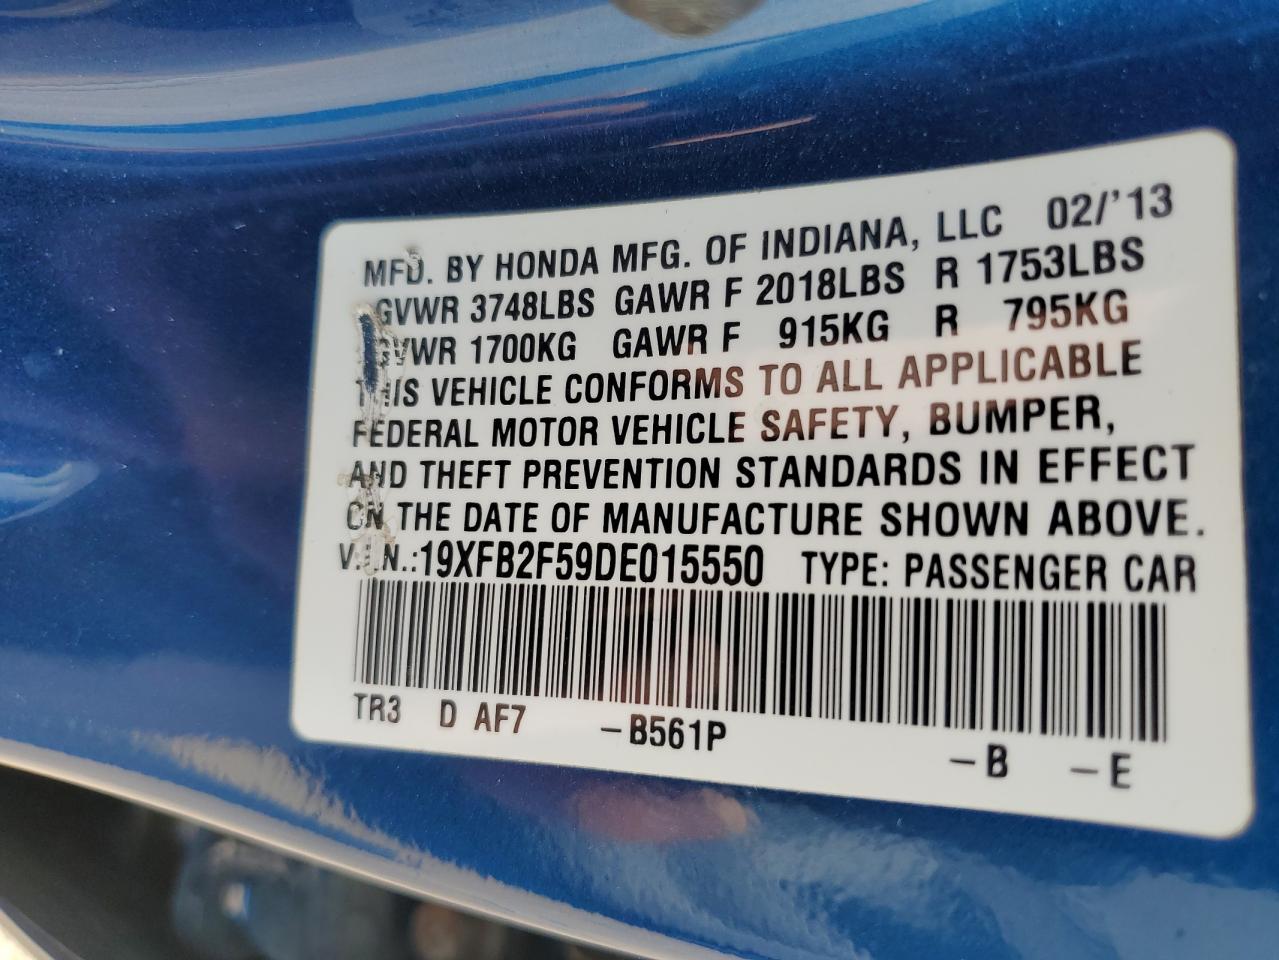 MFD. BY HONDA MFG. OF INDIANA, LLC 02/'13
GVWR 3748LBS GAWR F 2018LBS R 1753LBS
GVWR 1700KG GAWR F 915KG R 795KG
THIS VEHICLE CONFORMS TO ALL APPLICABLE
FEDERAL MOTOR VEHICLE SAFETY, BUMPER,
AND THEFT PREVENTION STANDARDS IN EFFECT
ON THE DATE OF MANUFACTURE SHOWN ABOVE.
V.I.N.:19XFB2F59DE015550 TYPE: PASSENGER CAR
TR3 D AF7 -B561P -B -E